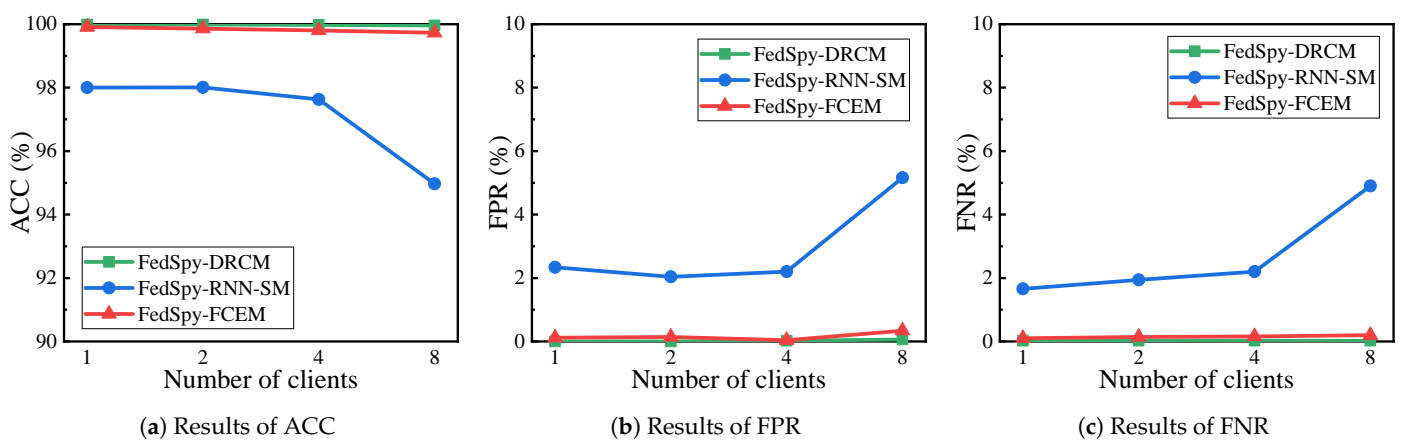 100
98
96
94
92
90
ACC (%)
FedSpy-DRCM
FedSpy-RNN-SM
FedSpy-FCEM
1 2 4 8
Number of clients
(a) Results of ACC
10
8
6
4
2
0
FPR (%)
FedSpy-DRCM
FedSpy-RNN-SM
FedSpy-FCEM
1 2 4 8
Number of clients
(b) Results of FPR
10
8
6
4
2
0
FNR (%)
FedSpy-DRCM
FedSpy-RNN-SM
FedSpy-FCEM
1 2 4 8
Number of clients
(c) Results of FNR